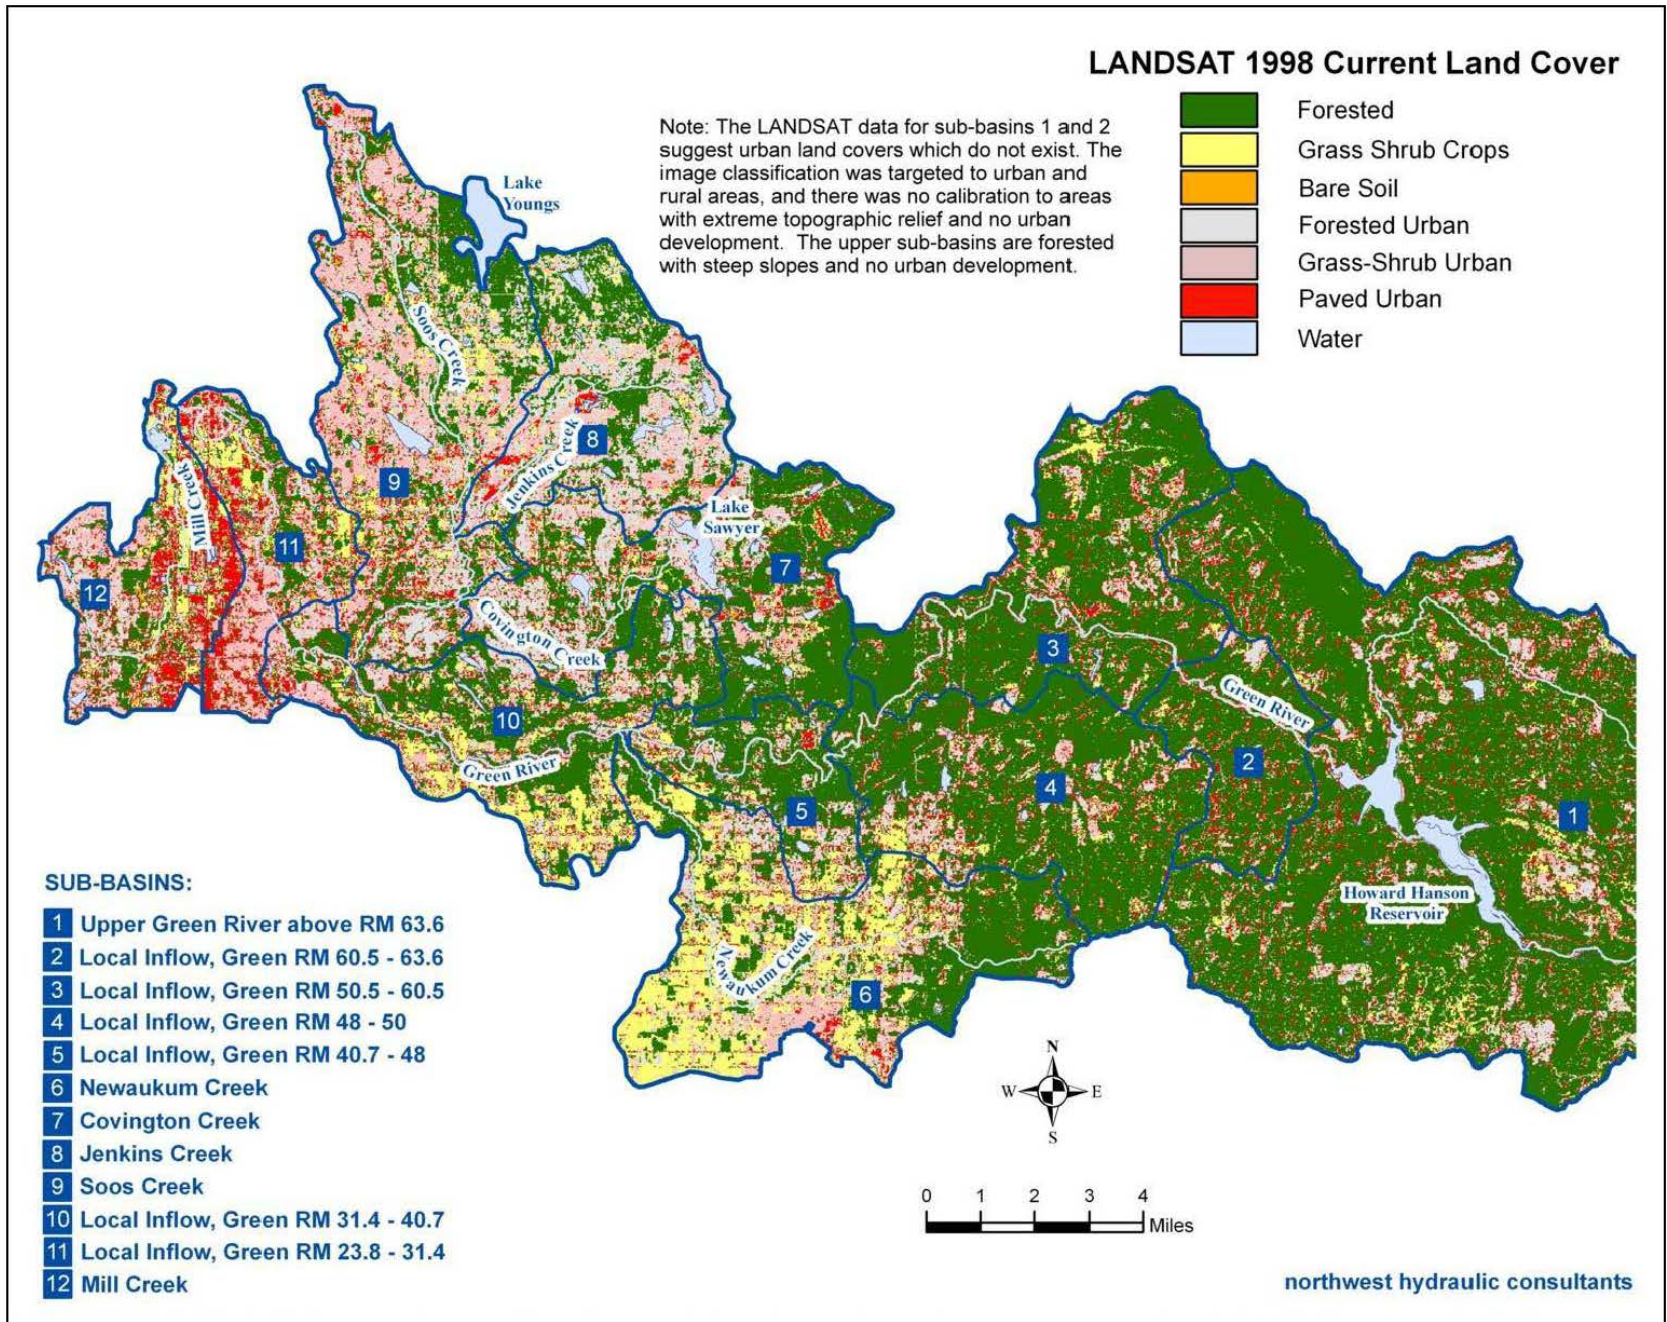 LANDSAT 1998 Current Land Cover
Forested
Grass Shrub Crops
Bare Soil
Forested Urban
Grass-Shrub Urban
Paved Urban
Water
Note: The LANDSAT data for sub-basins 1 and 2
suggest urban land covers which do not exist. The
image classification was targeted to urban and
rural areas, and there was no calibration to areas
with extreme topographic relief and no urban
development. The upper sub-basins are forested
with steep slopes and no urban development.
Lake
Youngs
Soos Creek
8
Jenkins Creek
9
Mill Creek
Lake
Sawyer
11
7
12
Covington Creek
3
Green River
10
Green River
2
4
5
1
Howard Hanson
Reservoir
Newaukum Creek
6
SUB-BASINS:
1 Upper Green River above RM 63.6
2 Local Inflow, Green RM 60.5 - 63.6
3 Local Inflow, Green RM 50.5 - 60.5
4 Local Inflow, Green RM 48 - 50
5 Local Inflow, Green RM 40.7 - 48
6 Newaukum Creek
7 Covington Creek
8 Jenkins Creek
9 Soos Creek
10 Local Inflow, Green RM 31.4 - 40.7
11 Local Inflow, Green RM 23.8 - 31.4
12 Mill Creek
N
W E
S
0 1 2 3 4
Miles
northwest hydraulic consultants